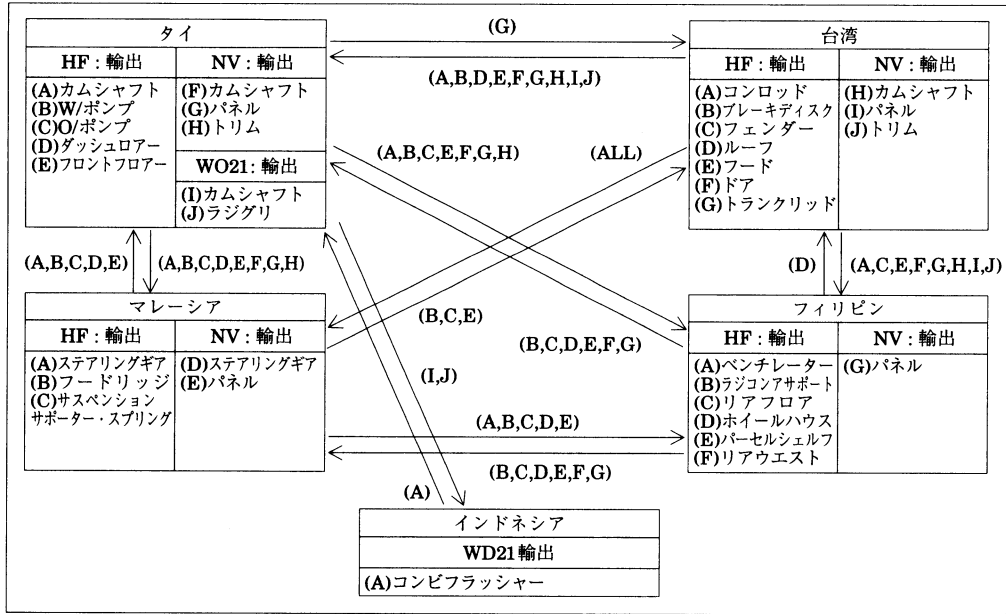 タイ
HF：輸出
NV：輸出
(A)カムシャフト
(B)W/ポンプ
(C)O/ポンプ
(D)ダッシュロアー
(E)フロントフロアー
(F)カムシャフト
(G)パネル
(H)トリム
WO21：輸出
(I)カムシャフト
(J)ラジグリ
(G)
(A,B,D,E,F,G,H,I,J)
台湾
HF：輸出
NV：輸出
(A)コンロッド
(B)ブレーキディスク
(C)フェンダー
(D)ルーフ
(E)フード
(F)ドア
(G)トランクリッド
(H)カムシャフト
(I)パネル
(J)トリム
(A,B,C,E,F,G,H)
(ALL)
(A,B,C,D,E)
(A,B,C,D,E,F,G,H)
(D)
(A,C,E,F,G,H,I,J)
マレーシア
HF：輸出
NV：輸出
(A)ステアリングギア
(B)フードリッジ
(C)サスペンション
サポーター・スプリング
(D)ステアリングギア
(E)パネル
(B,C,E)
(B,C,D,E,F,G)
(I,J)
フィリピン
HF：輸出
NV：輸出
(A)ベンチレーター
(B)ラジコンアサポート
(C)リアフロア
(D)ホイールハウス
(E)パーセルシェルフ
(F)リアウエスト
(G)パネル
(A,B,C,D,E)
(B,C,D,E,F,G)
(A)
インドネシア
WD21輸出
(A)コンビフラッシャー